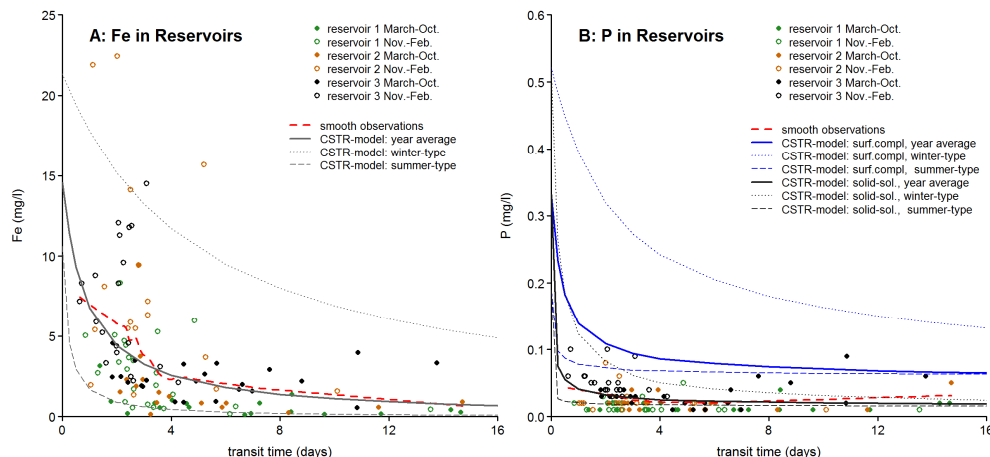 A: Fe in Reservoirs
reservoir 1 March-Oct.
reservoir 1 Nov.-Feb.
reservoir 2 March-Oct.
reservoir 2 Nov.-Feb.
reservoir 3 March-Oct.
reservoir 3 Nov.-Feb.
smooth observations
CSTR-model: year average
CSTR-model: winter-type
CSTR-model: summer-type
Fe (mg/l)
25
20
15
10
5
0
0 4 8 12 16
transit time (days)
B: P in Reservoirs
reservoir 1 March-Oct.
reservoir 1 Nov.-Feb.
reservoir 2 March-Oct.
reservoir 2 Nov.-Feb.
reservoir 3 March-Oct.
reservoir 3 Nov.-Feb.
smooth observations
CSTR-model: surf.compl, year average
CSTR-model: surf.compl, winter-type
CSTR-model: surf.compl, summer-type
CSTR-model: solid-sol., year average
CSTR-model: solid-sol., winter-type
CSTR-model: solid-sol., summer-type
P (mg/l)
0.6
0.5
0.4
0.3
0.2
0.1
0.0
0 4 8 12 16
transit time (days)